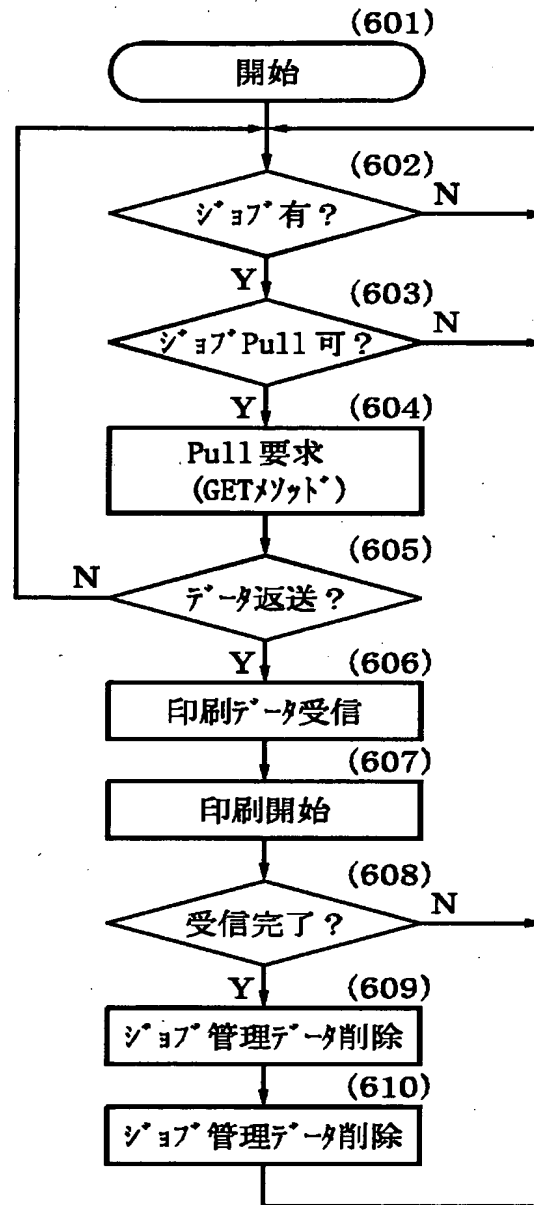 (601)
開始
(602)
ジョブ有?
N
Y
(603)
ジョブPull可?
N
Y
(604)
Pull要求
(GETメソッド)
(605)
データ返送?
N
Y
(606)
印刷データ受信
(607)
印刷開始
(608)
受信完了?
N
Y
(609)
ジョブ管理データ削除
(610)
ジョブ管理データ削除